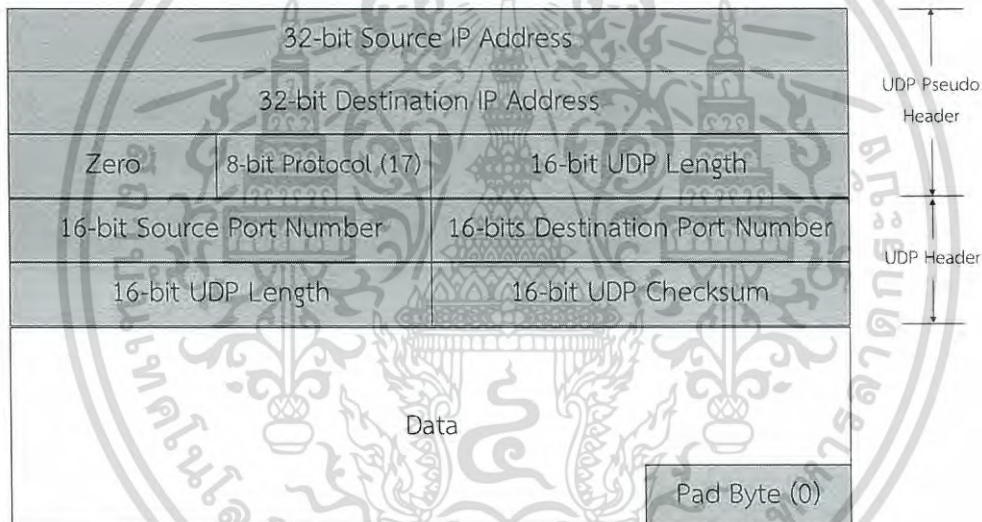 32-bit Source IP Address
32-bit Destination IP Address
Zero
8-bit Protocol (17)
16-bit UDP Length
16-bit Source Port Number
16-bits Destination Port Number
16-bit UDP Length
16-bit UDP Checksum
Data
Pad Byte (0)
UDP Pseudo
Header
UDP Header